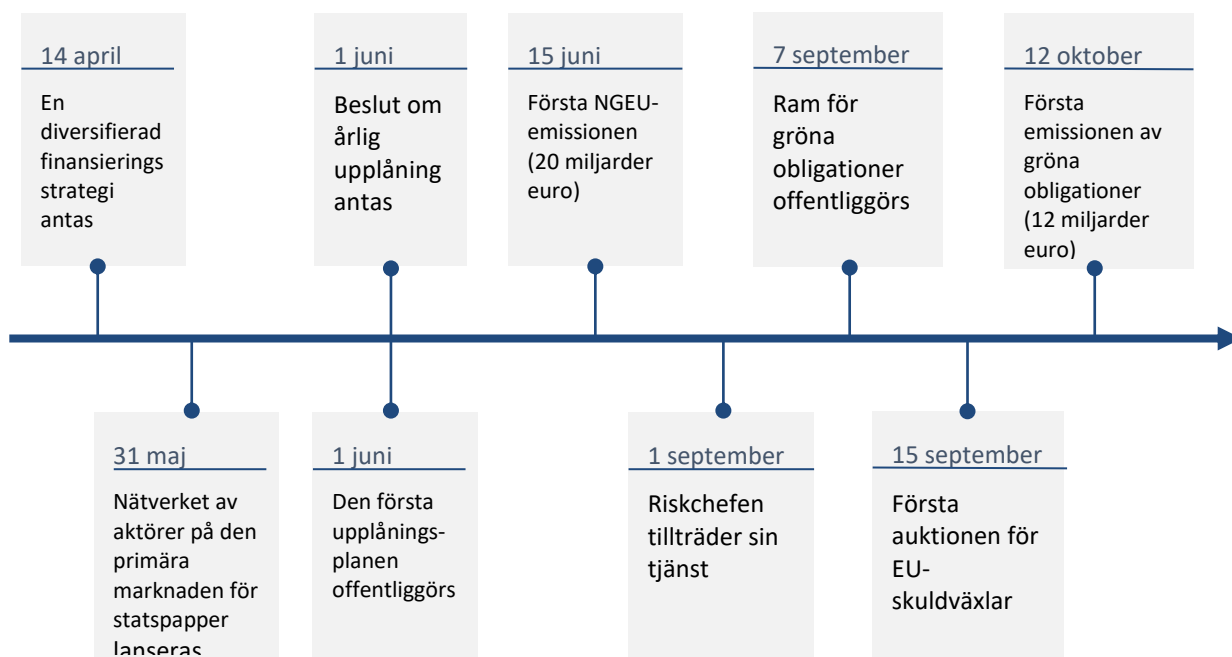 14 april
En
diversifierad
finansierings
strategi
antas
1 juni
Beslut om
årlig
upplåning
antas
15 juni
Första NGEU-
emissionen
(20 miljarder
euro)
7 september
Ram för
gröna
obligationer
offentliggörs
12 oktober
Första
emissionen av
gröna
obligationer
(12 miljarder
euro)
31 maj
Nätverket av
aktörer på den
primära
marknaden för
statspapper
lanseras
1 juni
Den första
upplånings-
planen
offentliggörs
1 september
Riskchefen
tillträder sin
tjänst
15 september
Första
auktionen för
EU-
skuldväxlar